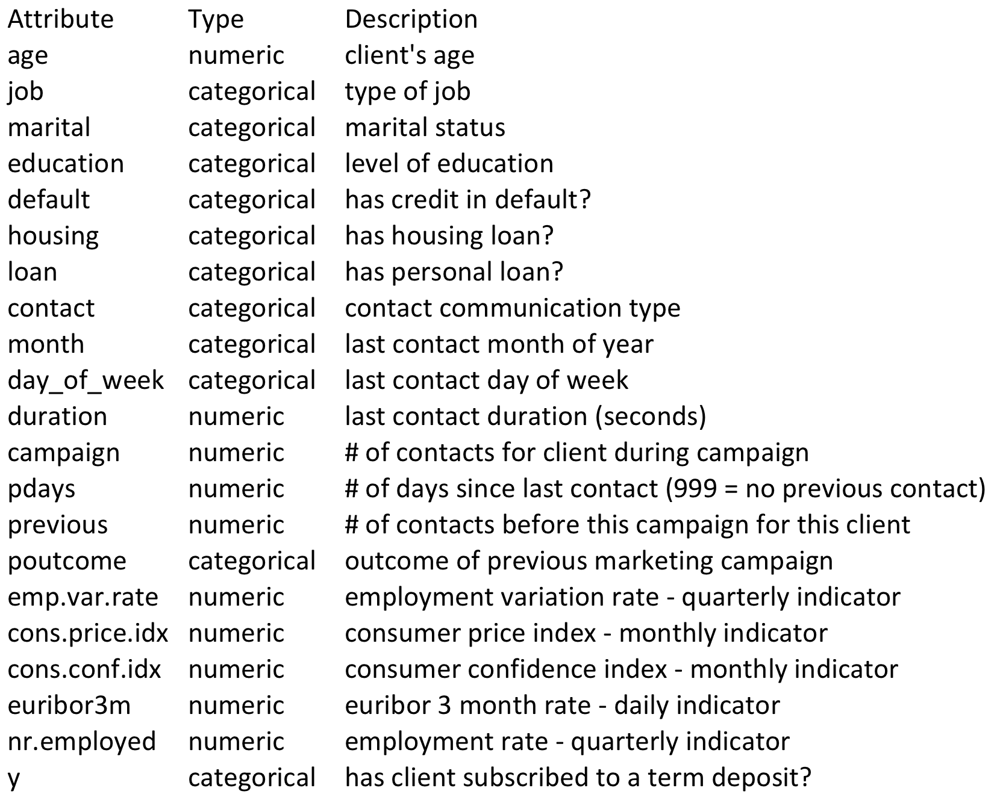 Attribute Type Description
age numeric client's age
job categorical type of job
marital categorical marital status
education categorical level of education
default categorical has credit in default?
housing categorical has housing loan?
loan categorical has personal loan?
contact categorical contact communication type
month categorical last contact month of year
day_of_week categorical last contact day of week
duration numeric last contact duration (seconds)
campaign numeric # of contacts for client during campaign
pdays numeric # of days since last contact (999 = no previous contact)
previous numeric # of contacts before this campaign for this client
poutcome categorical outcome of previous marketing campaign
emp.var.rate numeric employment variation rate - quarterly indicator
cons.price.idx numeric consumer price index - monthly indicator
cons.conf.idx numeric consumer confidence index - monthly indicator
euribor3m numeric euribor 3 month rate - daily indicator
nr.employed numeric employment rate - quarterly indicator
y categorical has client subscribed to a term deposit?